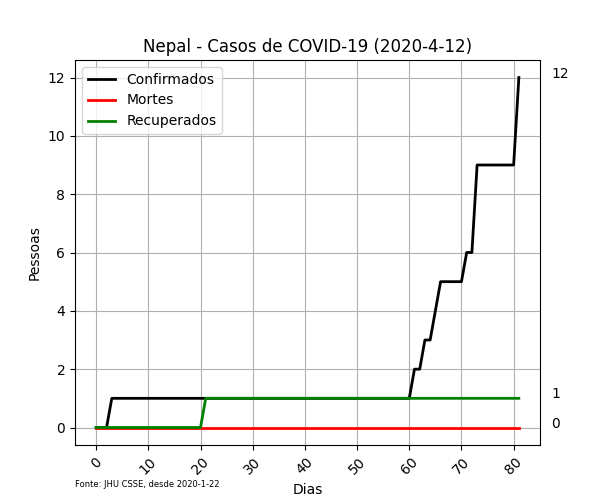 Nepal - Casos de COVID-19 (2020-4-12)
Confirmados
Mortes
Recuperados
Pessoas
12
10
8
6
4
2
0
12
1
0
0
10
20
30
40
50
60
70
80
Dias
Fonte: JHU CSSE, desde 2020-1-22